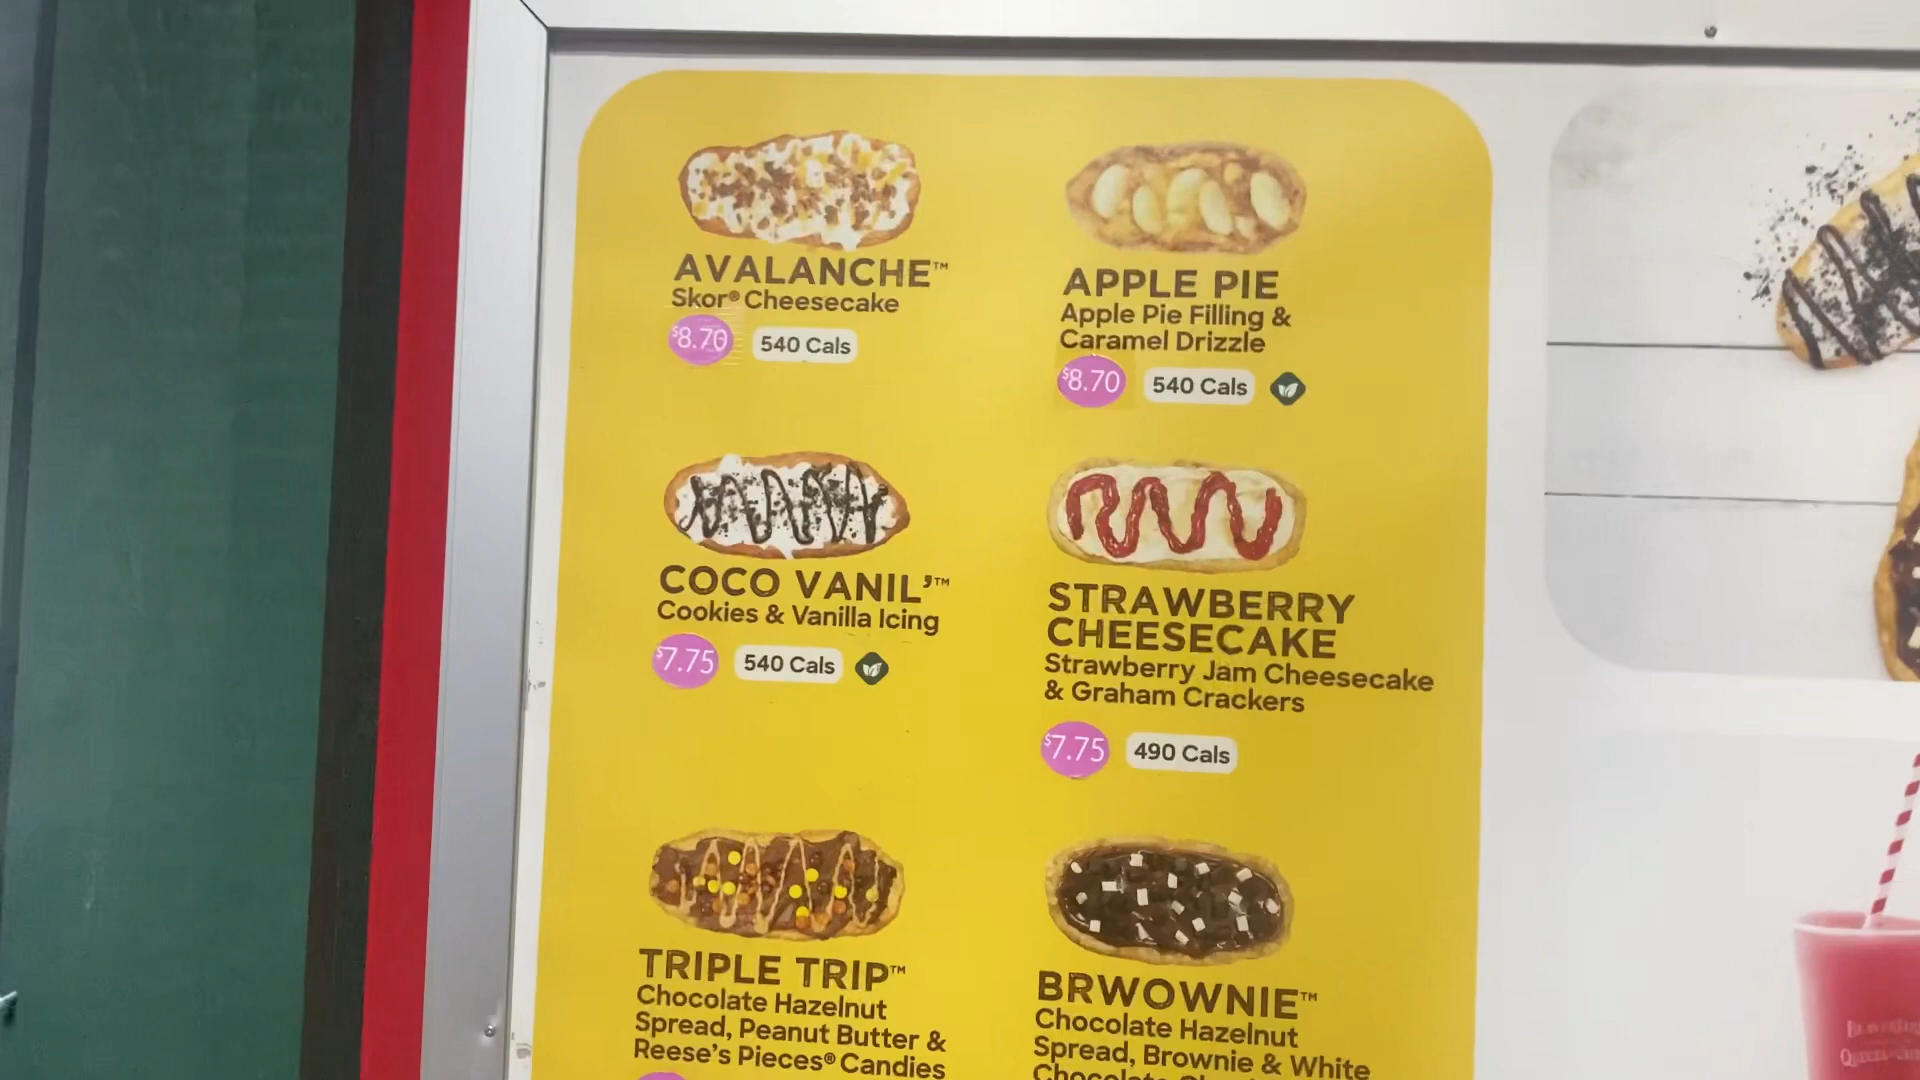 AVALANCHE™
Skor® Cheesecake
$8.70 540 Cals
APPLE PIE
Apple Pie Filling &
Caramel Drizzle
$8.70 540 Cals
COCO VANIL'™
Cookies & Vanilla Icing
$7.75 540 Cals
STRAWBERRY
CHEESECAKE
Strawberry Jam Cheesecake
& Graham Crackers
$7.75 490 Cals
TRIPLE TRIP™
Chocolate Hazelnut
Spread, Peanut Butter &
Reese's Pieces® Candies
BRWOWNIE™
Chocolate Hazelnut
Spread, Brownie & White
Chocolate